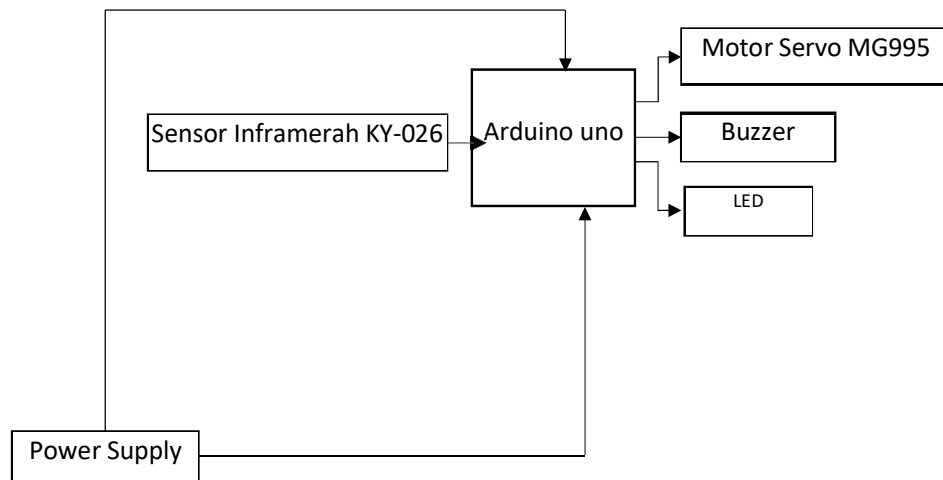 Motor Servo MG995
Sensor Inframerah KY-026
Arduino uno
Buzzer
LED
Power Supply